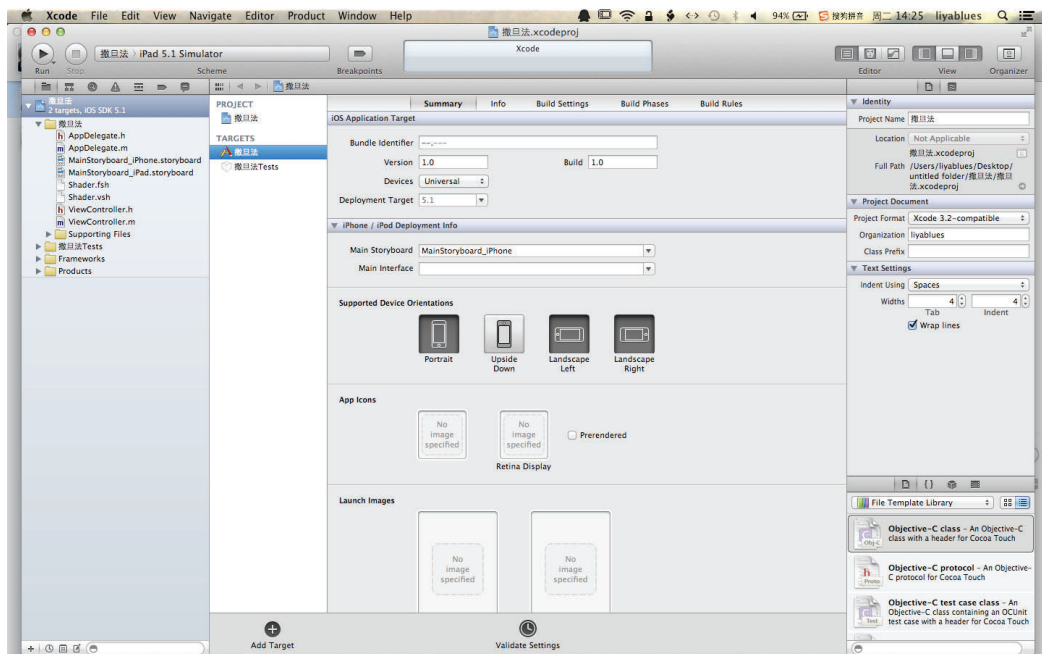 Xcode File Edit View Navigate Editor Product Window Help 94% 搜狗拼音 周二 14:25 liyablues
撒旦法.xcodeproj
撒旦法 › iPad 5.1 Simulator
Xcode
Run Stop Scheme Breakpoints Editor View Organizer
撒旦法
撒旦法
2 targets, iOS SDK 5.1
撒旦法
h AppDelegate.h
m AppDelegate.m
MainStoryboard_iPhone.storyboard
MainStoryboard_iPad.storyboard
Shader.fsh
Shader.vsh
h ViewController.h
m ViewController.m
Supporting Files
撒旦法Tests
Frameworks
Products
PROJECT
撒旦法
TARGETS
撒旦法
撒旦法Tests
Summary Info Build Settings Build Phases Build Rules
iOS Application Target
Bundle Identifier --.---
Version 1.0 Build 1.0
Devices Universal
Deployment Target 5.1
iPhone / iPod Deployment Info
Main Storyboard MainStoryboard_iPhone
Main Interface
Supported Device Orientations
Portrait
Upside Down
Landscape Left
Landscape Right
App Icons
No image specified
No image specified
Prerendered
Retina Display
Launch Images
No image specified
No image specified
Add Target
Validate Settings
Identity
Project Name 撒旦法
Location Not Applicable
撒旦法.xcodeproj
Full Path /Users/liyablues/Desktop/
untitled folder/撒旦法/撒旦
法.xcodeproj
Project Document
Project Format Xcode 3.2-compatible
Organization liyablues
Class Prefix
Text Settings
Indent Using Spaces
Widths 4 4
Tab Indent
Wrap lines
{}
File Template Library
Obj-C
Objective-C class – An Objective-C
class with a header for Cocoa Touch
h
Proto
Objective-C protocol – An Objective-
C protocol for Cocoa Touch
Test
Objective-C test case class – An
Objective-C class containing an OCUnit
test case with a header for Cocoa Touch